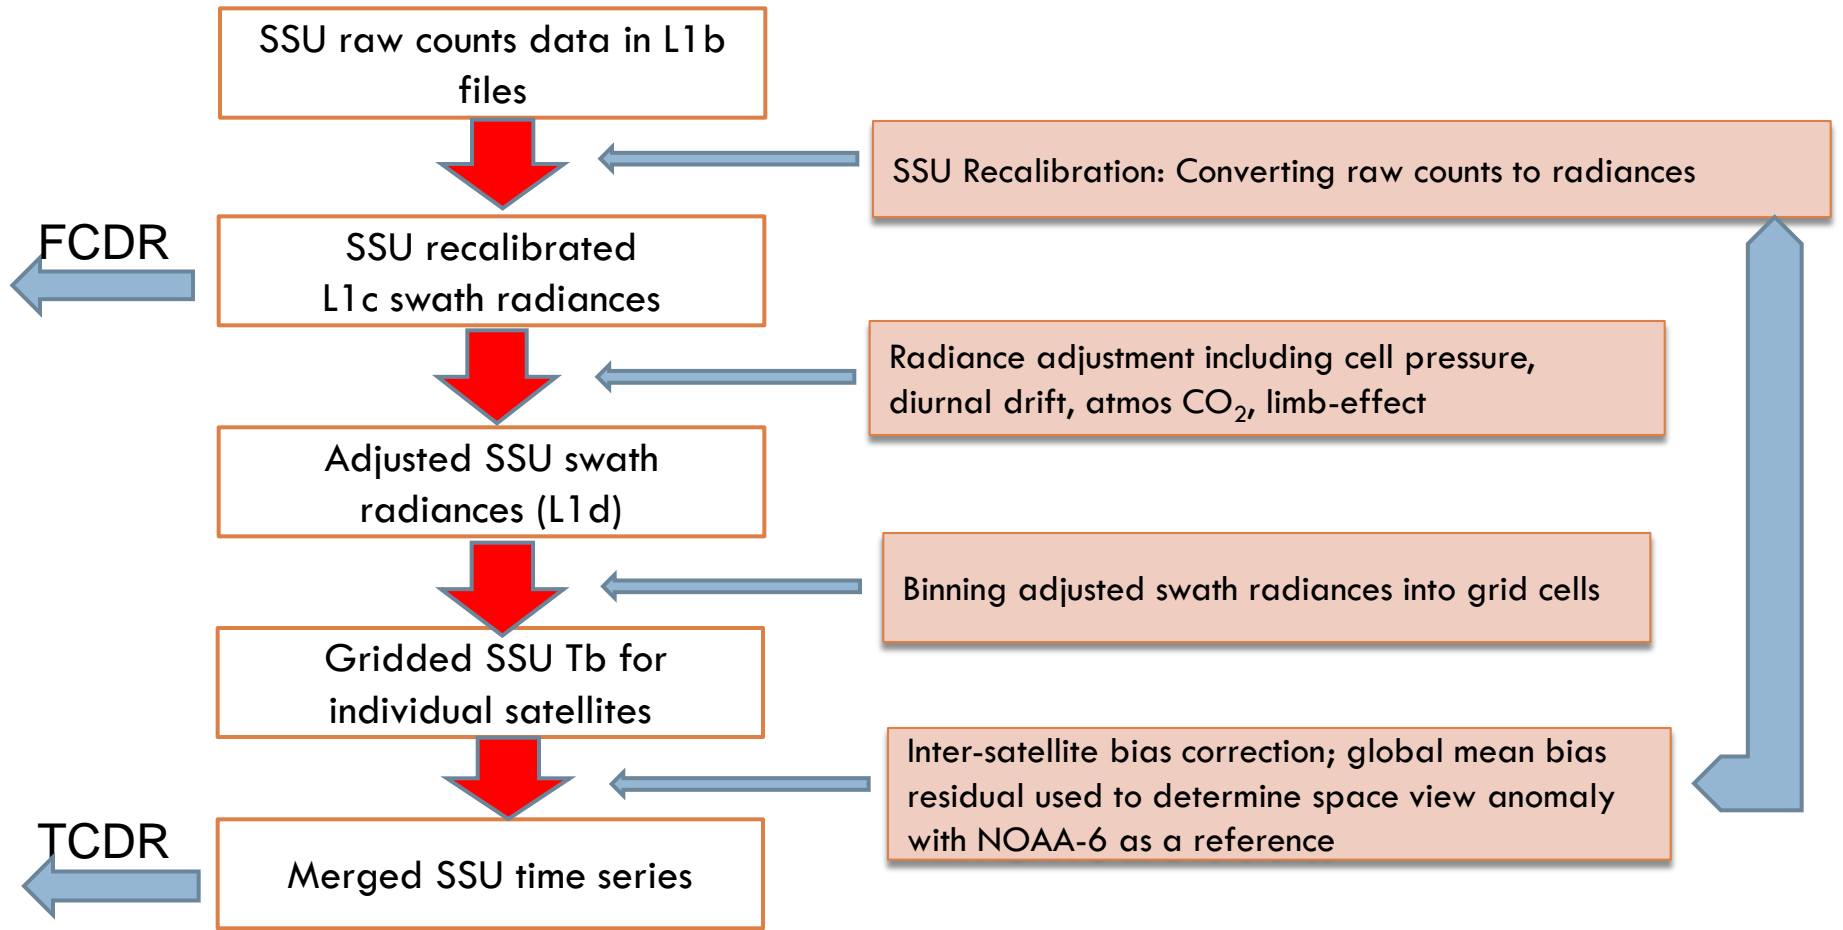 SSU raw counts data in L1b
files
SSU Recalibration: Converting raw counts to radiances
FCDR
SSU recalibrated
L1c swath radiances
Radiance adjustment including cell pressure,
diurnal drift, atmos CO₂, limb-effect
Adjusted SSU swath
radiances (L1d)
Binning adjusted swath radiances into grid cells
Gridded SSU Tb for
individual satellites
Inter-satellite bias correction; global mean bias
residual used to determine space view anomaly
with NOAA-6 as a reference
TCDR
Merged SSU time series